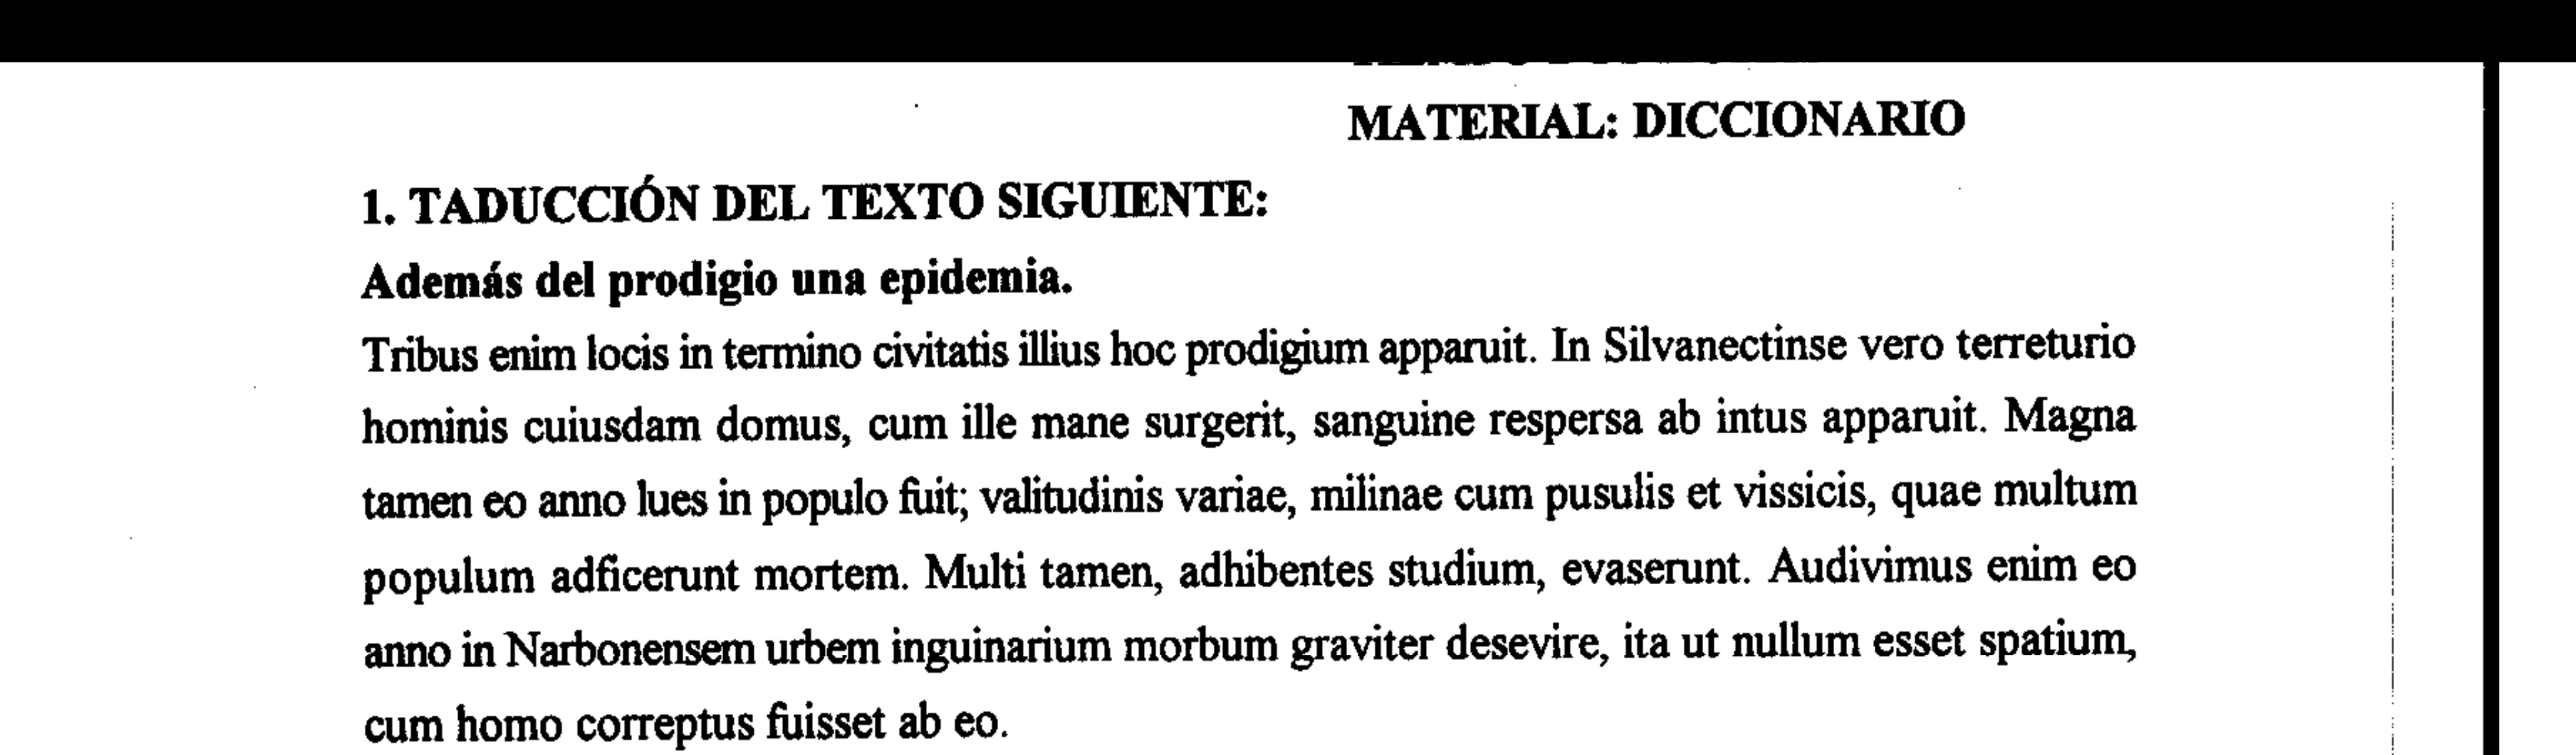 MATERIAL: DICCIONARIO
1. TADUCCIÓN DEL TEXTO SIGUIENTE:
Además del prodigio una epidemia.
Tribus enim locis in termino civitatis illius hoc prodigium apparuit. In Silvanectinse vero terreturio
hominis cuiusdam domus, cum ille mane surgerit, sanguine respersa ab intus apparuit. Magna
tamen eo anno lues in populo fuit; valitudinis variae, milinae cum pusulis et vissicis, quae multum
populum adficerunt mortem. Multi tamen, adhibentes studium, evaserunt. Audivimus enim eo
anno in Narbonensem urbem inguinarium morbum graviter desevire, ita ut nullum esset spatium,
cum homo correptus fuisset ab eo.